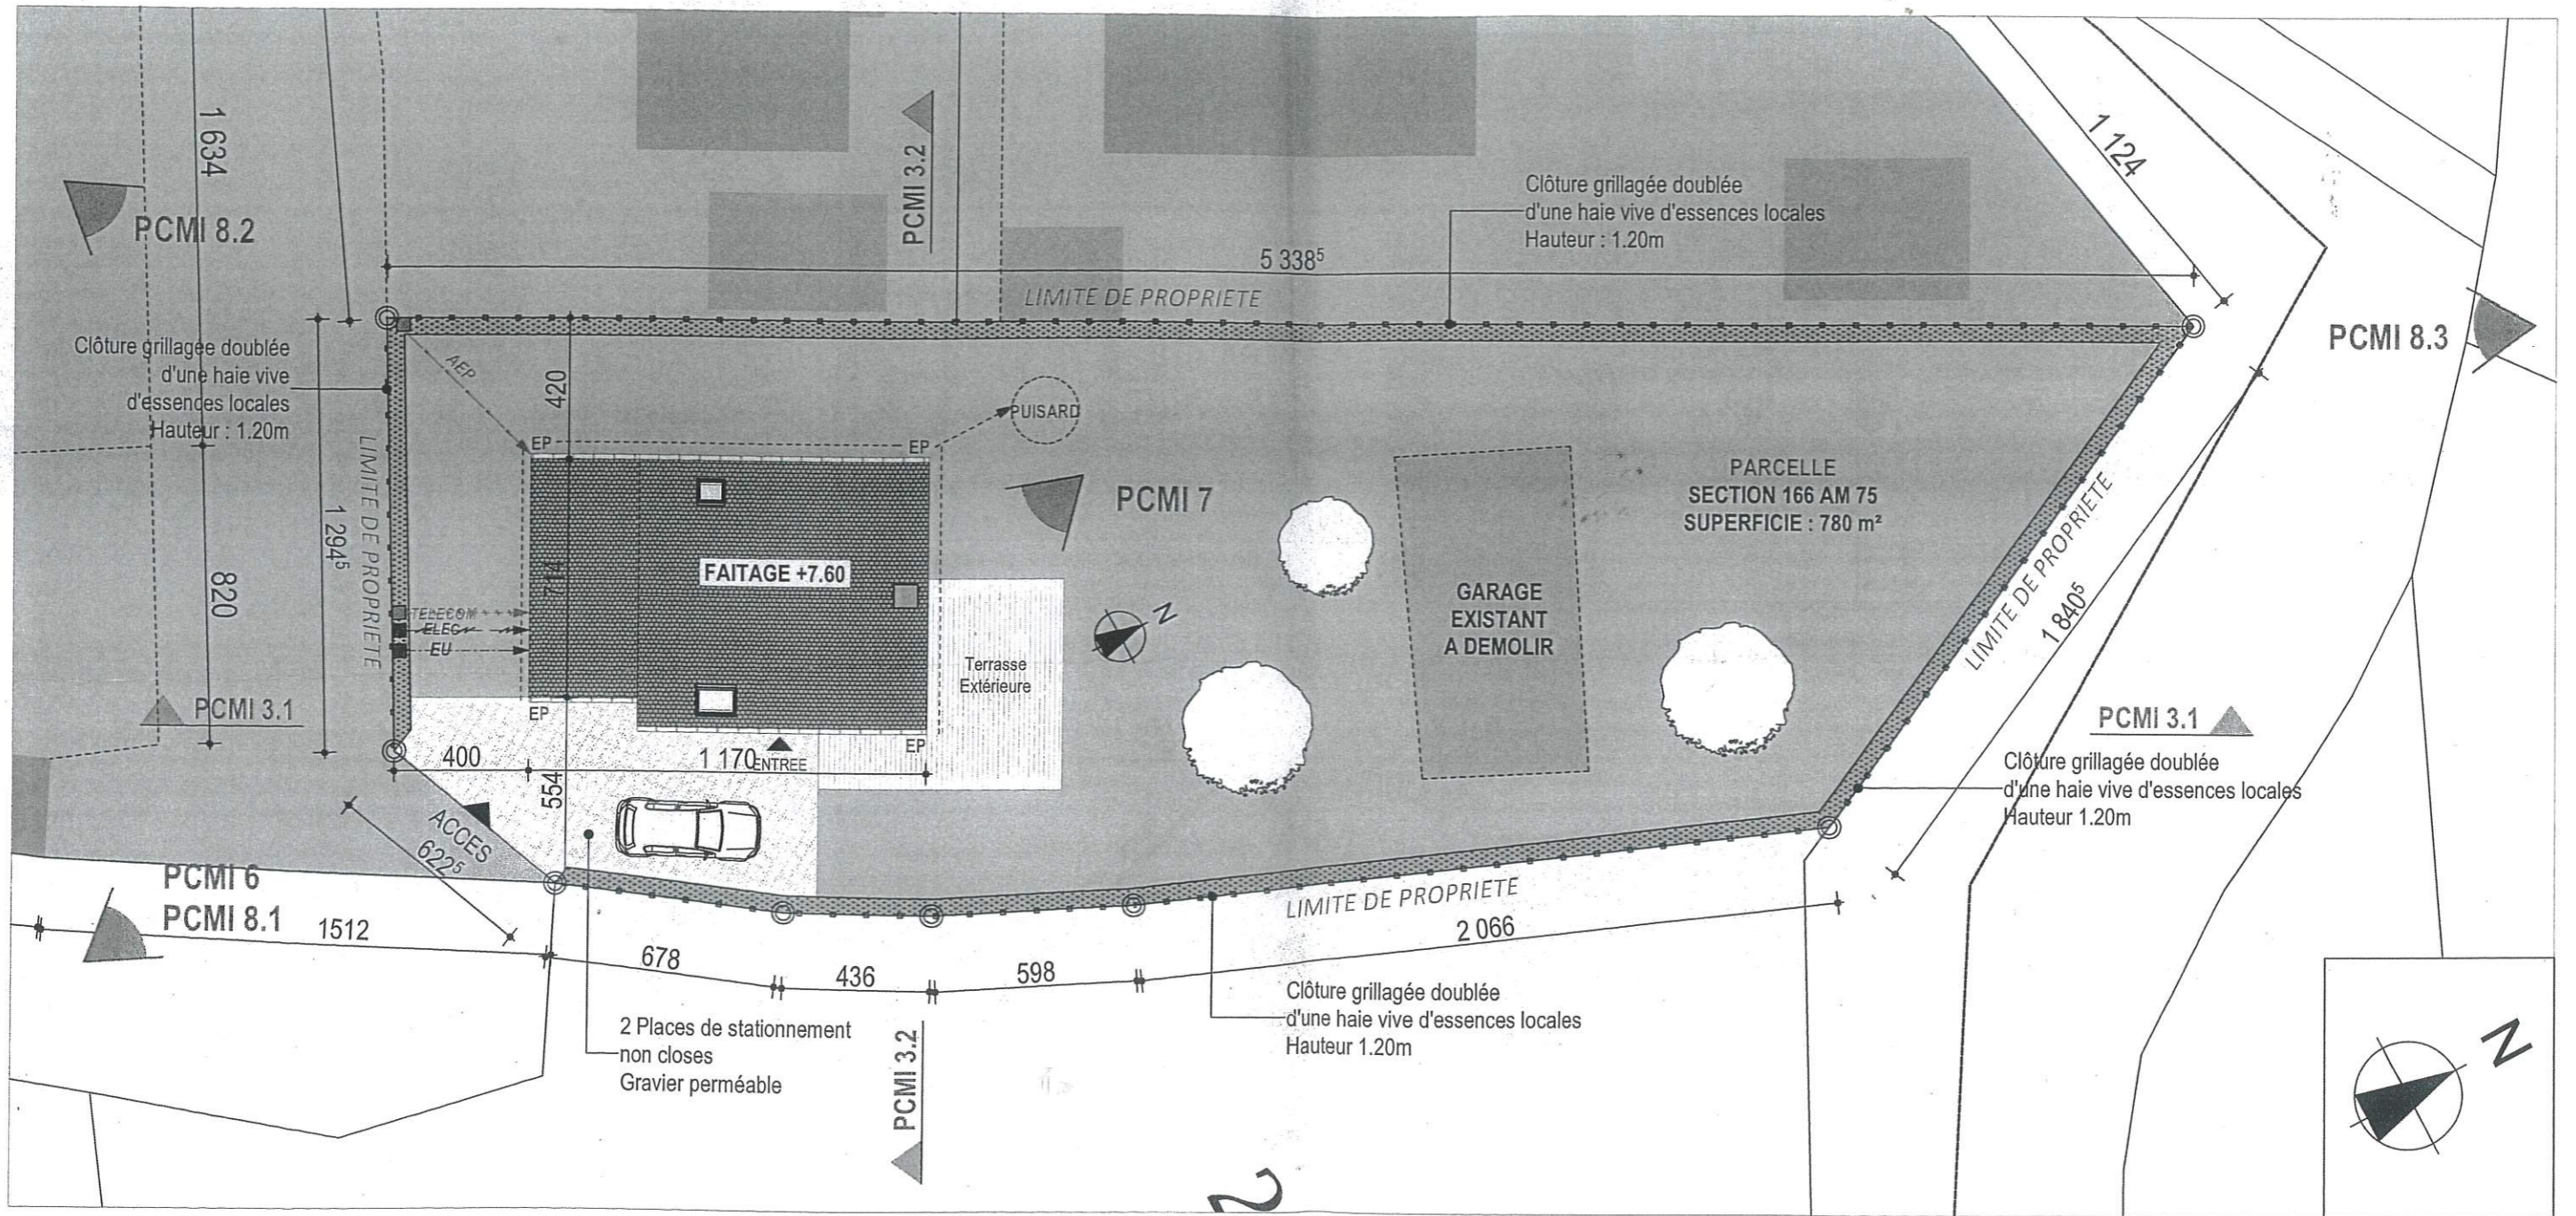 1 634
PCMI 8.2
PCMI 3.2
Clôture grillagée doublée
d'une haie vive d'essences locales
Hauteur : 1.20m
1 124
5 338⁵
LIMITE DE PROPRIETE
PCMI 8.3
Clôture grillagée doublée
d'une haie vive
d'essences locales
Hauteur : 1.20m
AEP
420
PUISARD
EP
EP
LIMITE DE PROPRIETE
1 294⁵
820
PCMI 7
PARCELLE
SECTION 166 AM 75
SUPERFICIE : 780 m²
714
FAITAGE +7.60
GARAGE
EXISTANT
A DEMOLIR
N
TELECOM
ELEC
EU
Terrasse
Extérieure
LIMITE DE PROPRIETE
1 840⁵
PCMI 3.1
EP
EP
400
1 170
ENTREE
554
PCMI 3.1
Clôture grillagée doublée
d'une haie vive d'essences locales
Hauteur 1.20m
ACCES
622⁵
PCMI 6
PCMI 8.1
1512
678
436
598
2 066
LIMITE DE PROPRIETE
2 Places de stationnement
non closes
Gravier perméable
PCMI 3.2
Clôture grillagée doublée
d'une haie vive d'essences locales
Hauteur 1.20m
N
2